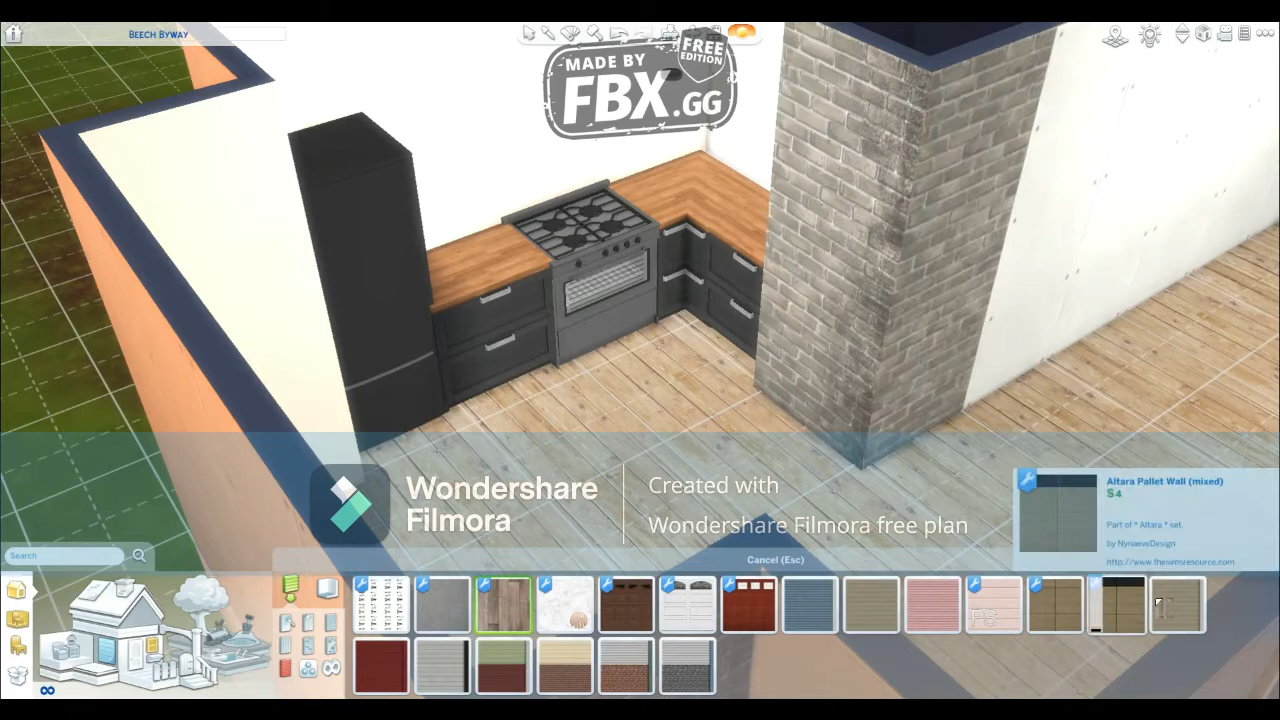 BEECH BYWAY
MADE BY
FREE
EDITION
FBX.GG
Wondershare
Filmora
Created with
Wondershare Filmora free plan
Altara Pallet Wall (mixed)
§4
Part of * Altara * set.
by NynaeveDesign
http://www.thesimsresource.com
Cancel (Esc)
Search
PS